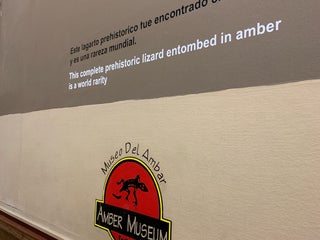 Este lagarto prehistorico fue encontrado
y es una rareza mundial.
This complete prehistoric lizard entombed in amber
is a world rarity
Museo Del Ambar
AMBER MUSEUM